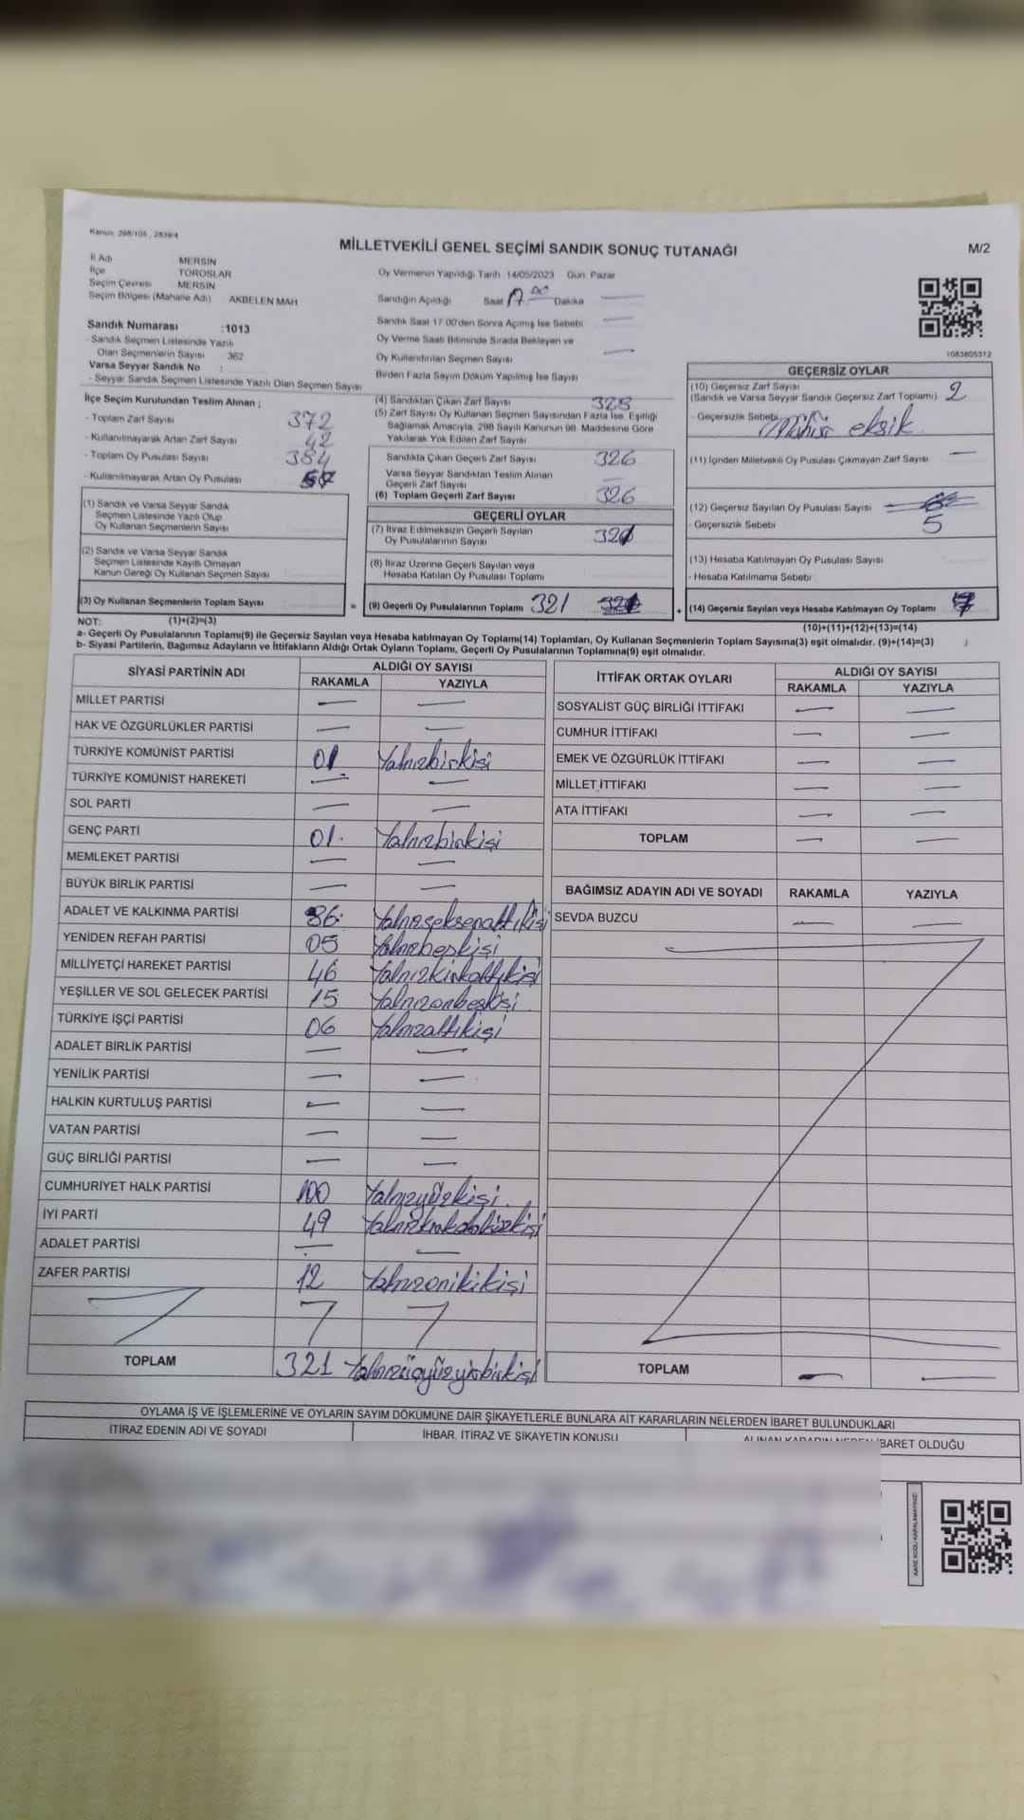 Kanun: 298/105, 2839/4
MİLLETVEKİLİ GENEL SEÇİMİ SANDIK SONUÇ TUTANAĞI
M/2
İl Adı MERSİN
İlçe TOROSLAR
Seçim Çevresi MERSİN
Seçim Bölgesi (Mahalle Adı) AKBELEN MAH
Sandık Numarası :1013
- Sandık Seçmen Listesinde Yazılı
Olan Seçmenlerin Sayısı 362
Varsa Seyyar Sandık No :
- Seyyar Sandık Seçmen Listesinde Yazılı Olan Seçmen Sayısı
Oy Vermenin Yapıldığı Tarih 14/05/2023 Gün Pazar
Sandığın Açıldığı Saat 17 00 Dakika —
Sandık Saat 17.00'den Sonra Açılmış İse Sebebi —
Oy Verme Saati Bitiminde Sırada Bekleyen ve
Oy Kullandırılan Seçmen Sayısı —
Birden Fazla Sayım Döküm Yapılmış İse Sayısı
1083805312
İlçe Seçim Kurulundan Teslim Alınan ;
- Toplam Zarf Sayısı 372
- Kullanılmayarak Artan Zarf Sayısı 42
- Toplam Oy Pusulası Sayısı 384
- Kullanılmayarak Artan Oy Pusulası
(1) Sandık ve Varsa Seyyar Sandık
Seçmen Listesinde Yazılı Olup
Oy Kullanan Seçmenlerin Sayısı
(2) Sandık ve Varsa Seyyar Sandık
Seçmen Listesinde Kayıtlı Olmayan
Kanun Gereği Oy Kullanan Seçmen Sayısı
(3) Oy Kullanan Seçmenlerin Toplam Sayısı
(4) Sandıktan Çıkan Zarf Sayısı 328
(5) Zarf Sayısı Oy Kullanan Seçmen Sayısından Fazla İse, Eşitliği
Sağlamak Amacıyla, 298 Sayılı Kanunun 98. Maddesine Göre
Yakılarak Yok Edilen Zarf Sayısı
Sandıkta Çıkan Geçerli Zarf Sayısı 326
Varsa Seyyar Sandıktan Teslim Alınan
Geçerli Zarf Sayısı
(6) Toplam Geçerli Zarf Sayısı 326
GEÇERLİ OYLAR
(7) İtiraz Edilmeksizin Geçerli Sayılan
Oy Pusulalarının Sayısı 321
(8) İtiraz Üzerine Geçerli Sayılan veya
Hesaba Katılan Oy Pusulası Toplamı
= (9) Geçerli Oy Pusulalarının Toplamı 321
GEÇERSİZ OYLAR
(10) Geçersiz Zarf Sayısı
(Sandık ve Varsa Seyyar Sandık Geçersiz Zarf Toplamı) 2
- Geçersizlik Sebebi Mühür eksik
(11) İçinden Milletvekili Oy Pusulası Çıkmayan Zarf Sayısı —
(12) Geçersiz Sayılan Oy Pusulası Sayısı
- Geçersizlik Sebebi 5
(13) Hesaba Katılmayan Oy Pusulası Sayısı
- Hesaba Katılmama Sebebi
+ (14) Geçersiz Sayılan veya Hesaba Katılmayan Oy Toplamı 7
NOT: (1)+(2)=(3) (10)+(11)+(12)+(13)=(14)
a- Geçerli Oy Pusulalarının Toplamı(9) ile Geçersiz Sayılan veya Hesaba katılmayan Oy Toplamı(14) Toplamları, Oy Kullanan Seçmenlerin Toplam Sayısına(3) eşit olmalıdır. (9)+(14)=(3)
b- Siyasi Partilerin, Bağımsız Adayların ve İttifakların Aldığı Ortak Oyların Toplamı, Geçerli Oy Pusulalarının Toplamına(9) eşit olmalıdır.
SİYASİ PARTİNİN ADI ALDIĞI OY SAYISI
RAKAMLA YAZIYLA
MİLLET PARTİSİ — —
HAK VE ÖZGÜRLÜKLER PARTİSİ — —
TÜRKİYE KOMÜNİST PARTİSİ 01 Yalnızbirkişi
TÜRKİYE KOMÜNİST HAREKETİ — —
SOL PARTİ — —
GENÇ PARTİ 01 Yalnızbirkişi
MEMLEKET PARTİSİ — —
BÜYÜK BİRLİK PARTİSİ — —
ADALET VE KALKINMA PARTİSİ 86 Yalnızseksenaltıkişi
YENİDEN REFAH PARTİSİ 05 Yalnızbeşkişi
MİLLİYETÇİ HAREKET PARTİSİ 46 Yalnızkırkaltıkişi
YEŞİLLER VE SOL GELECEK PARTİSİ 15 Yalnızonbeşkişi
TÜRKİYE İŞÇİ PARTİSİ 06 Yalnızaltıkişi
ADALET BİRLİK PARTİSİ — —
YENİLİK PARTİSİ — —
HALKIN KURTULUŞ PARTİSİ — —
VATAN PARTİSİ — —
GÜÇ BİRLİĞİ PARTİSİ — —
CUMHURİYET HALK PARTİSİ 100 Yalnızyüzkişi
İYİ PARTİ 49 Yalnızkırkdokuzkişi
ADALET PARTİSİ — —
ZAFER PARTİSİ 12 Yalnızonikikişi
TOPLAM 321 Yalnızüçyüzyirmibirkişi
İTTİFAK ORTAK OYLARI ALDIĞI OY SAYISI
RAKAMLA YAZIYLA
SOSYALİST GÜÇ BİRLİĞİ İTTİFAKI — —
CUMHUR İTTİFAKI — —
EMEK VE ÖZGÜRLÜK İTTİFAKI — —
MİLLET İTTİFAKI — —
ATA İTTİFAKI — —
TOPLAM — —
BAĞIMSIZ ADAYIN ADI VE SOYADI RAKAMLA YAZIYLA
SEVDA BUZCU — —
TOPLAM — —
OYLAMA İŞ VE İŞLEMLERİNE VE OYLARIN SAYIM DÖKÜMÜNE DAİR ŞİKAYETLERLE BUNLARA AİT KARARLARIN NELERDEN İBARET BULUNDUKLARI
İTİRAZ EDENİN ADI VE SOYADI İHBAR, İTİRAZ VE ŞİKAYETİN KONUSU ALINAN KARARIN NEDEN İBARET OLDUĞU